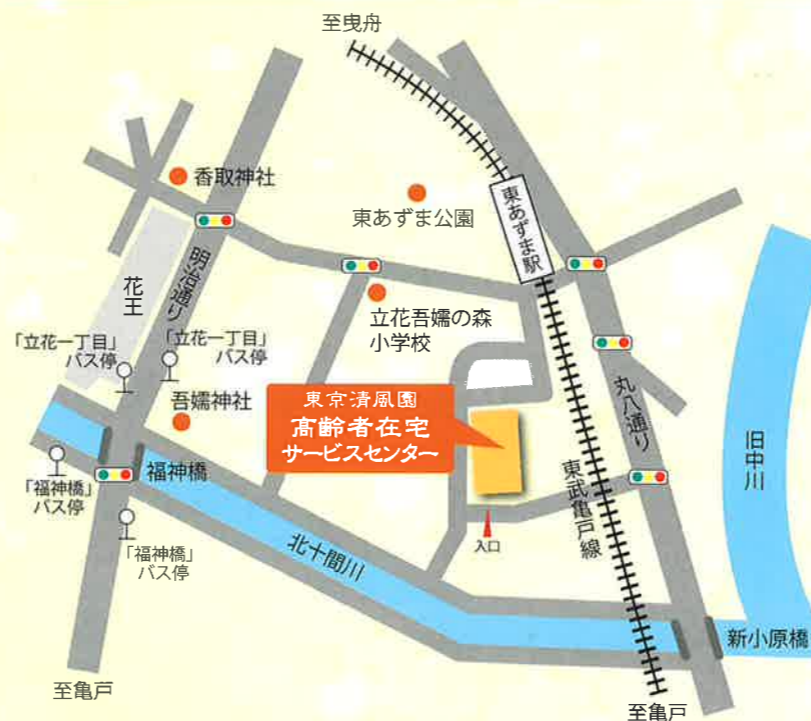 至曳舟
香取神社
東あずま公園
東あずま駅
明治通り
花王
立花吾嬬の森
小学校
「立花一丁目」
バス停
「立花一丁目」
バス停
吾嬬神社
東京清風園
高齢者在宅
サービスセンター
丸八通り
旧中川
福神橋
「福神橋」
バス停
「福神橋」
バス停
北十間川
入口
東武亀戸線
新小原橋
至亀戸
至亀戸